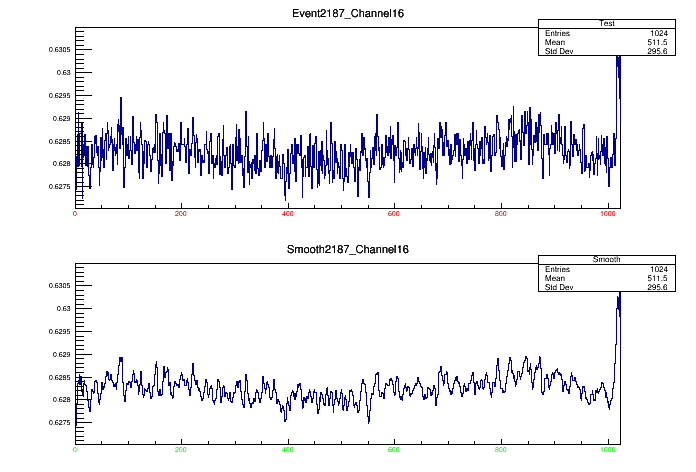 Event2187_Channel16
Test
Entries 1024
Mean 511.5
Std Dev 295.6
0.6305
0.63
0.6295
0.629
0.6285
0.628
0.6275
0 200 400 600 800 1000
Smooth2187_Channel16
Smooth
Entries 1024
Mean 511.5
Std Dev 295.6
0.6305
0.63
0.6295
0.629
0.6285
0.628
0.6275
0 200 400 600 800 1000